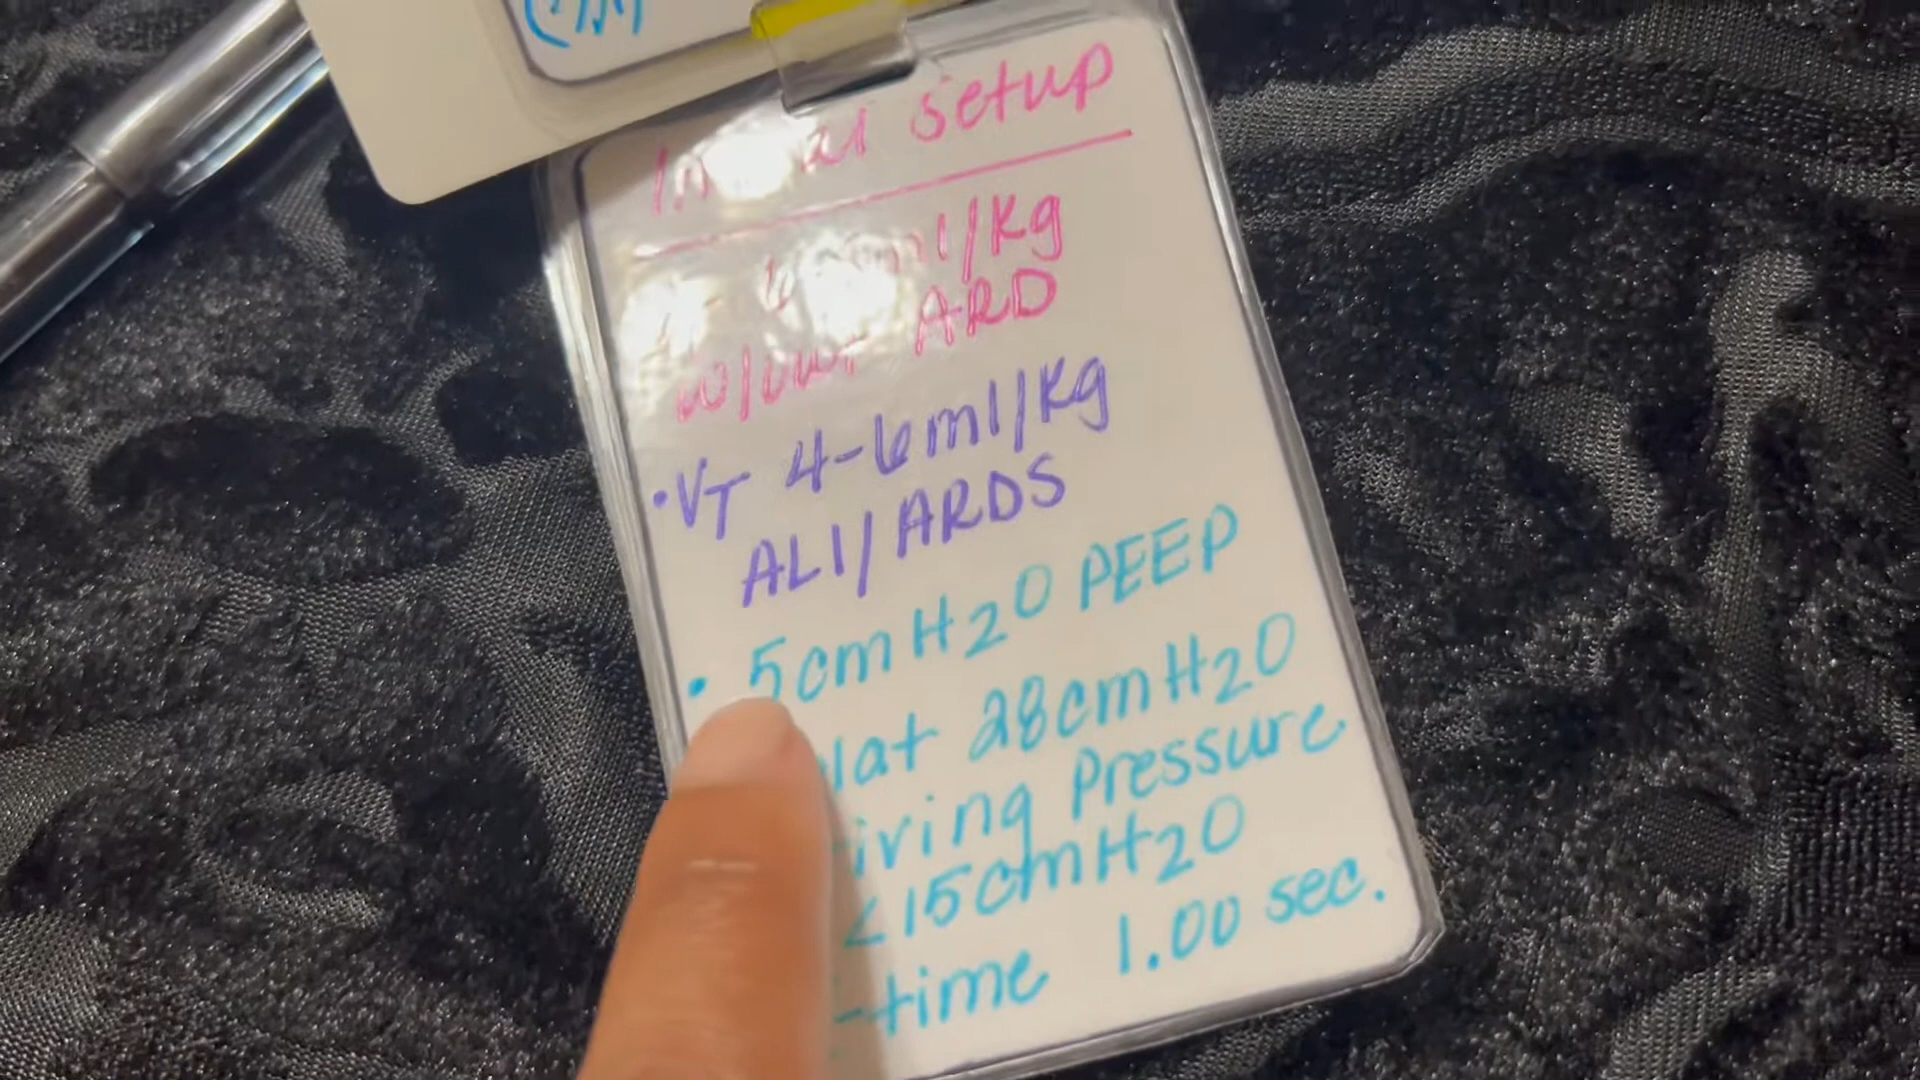 setup
ml/kg
ARD
• VT 4-6ml/kg
ALI/ARDS
• 5cmH2O PEEP
lat 28cmH2O
iving Pressure
<15cmH2O
-time 1.00 sec.